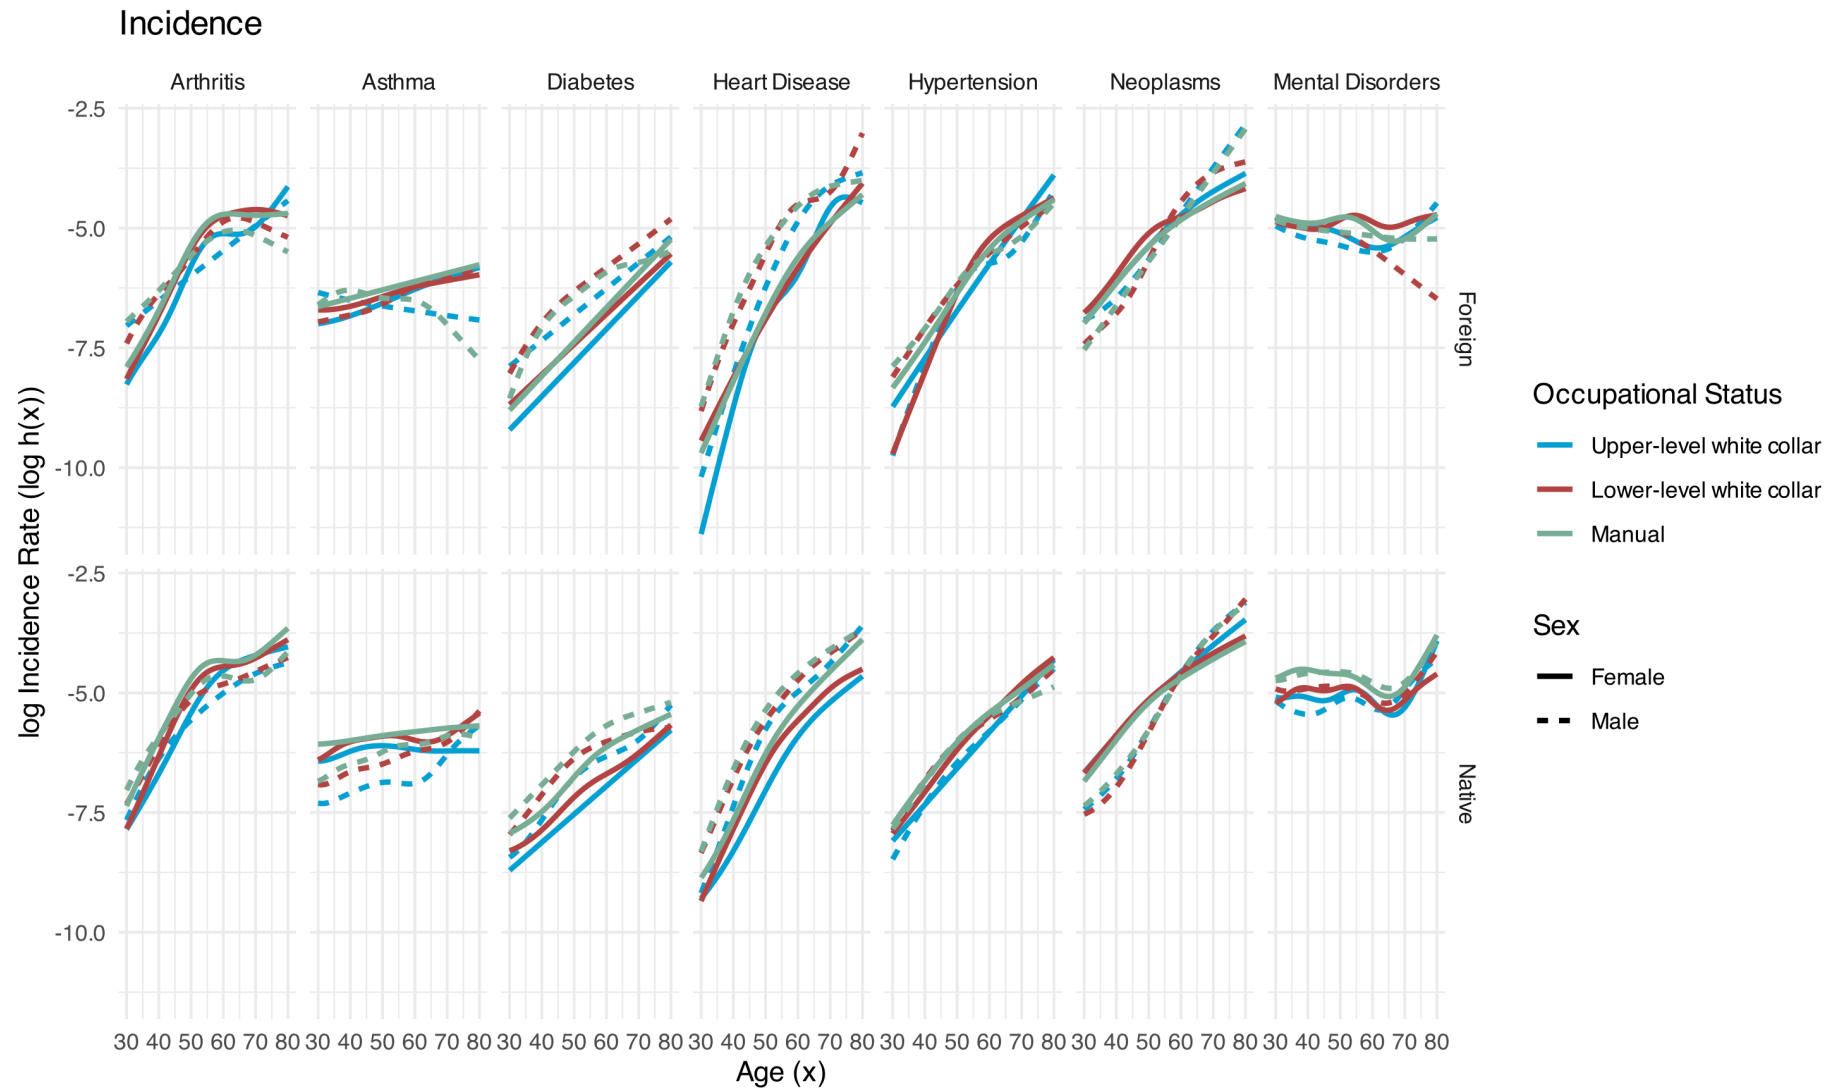 Incidence
Arthritis Asthma Diabetes Heart Disease Hypertension Neoplasms Mental Disorders
-2.5
-5.0
-7.5
-10.0
Foreign
-2.5
-5.0
-7.5
-10.0
Native
log Incidence Rate (log h(x))
30 40 50 60 70 80 30 40 50 60 70 80 30 40 50 60 70 80 30 40 50 60 70 80 30 40 50 60 70 80 30 40 50 60 70 80 30 40 50 60 70 80
Age (x)
Occupational Status
Upper-level white collar
Lower-level white collar
Manual
Sex
Female
Male